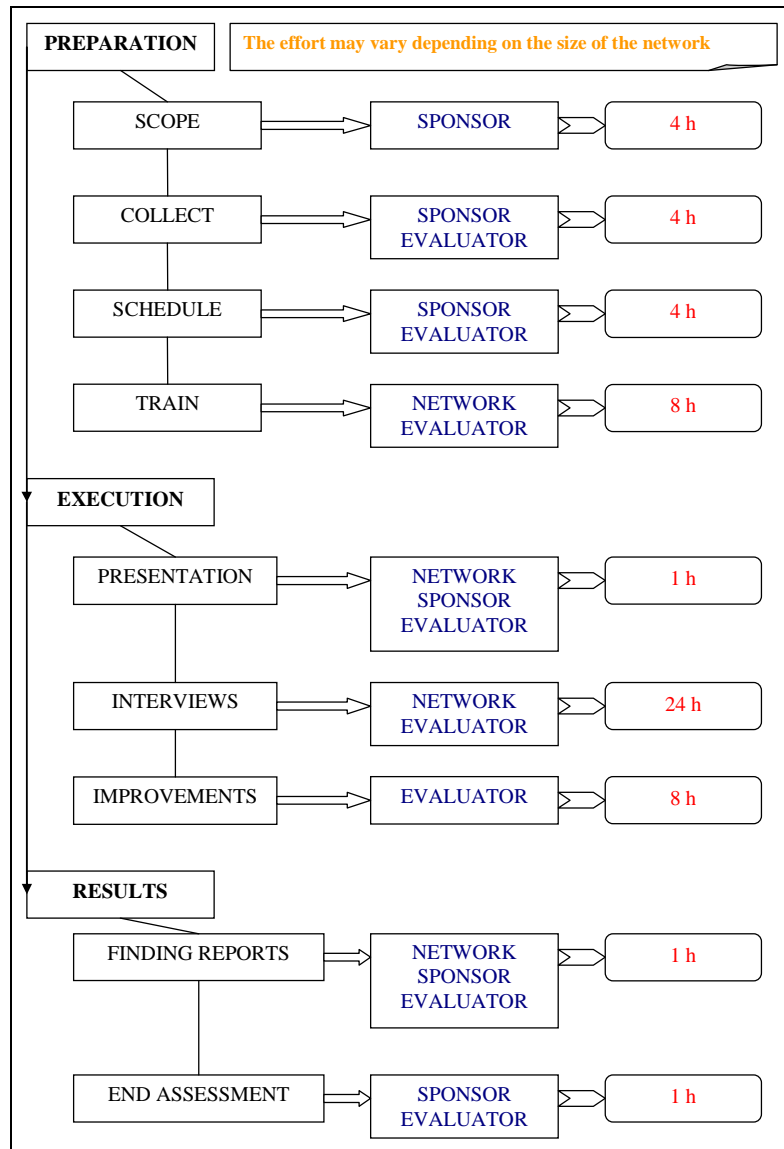 PREPARATION
The effort may vary depending on the size of the network
SCOPE
SPONSOR
4 h
COLLECT
SPONSOR
EVALUATOR
4 h
SCHEDULE
SPONSOR
EVALUATOR
4 h
TRAIN
NETWORK
EVALUATOR
8 h
EXECUTION
PRESENTATION
NETWORK
SPONSOR
EVALUATOR
1 h
INTERVIEWS
NETWORK
EVALUATOR
24 h
IMPROVEMENTS
EVALUATOR
8 h
RESULTS
FINDING REPORTS
NETWORK
SPONSOR
EVALUATOR
1 h
END ASSESSMENT
SPONSOR
EVALUATOR
1 h